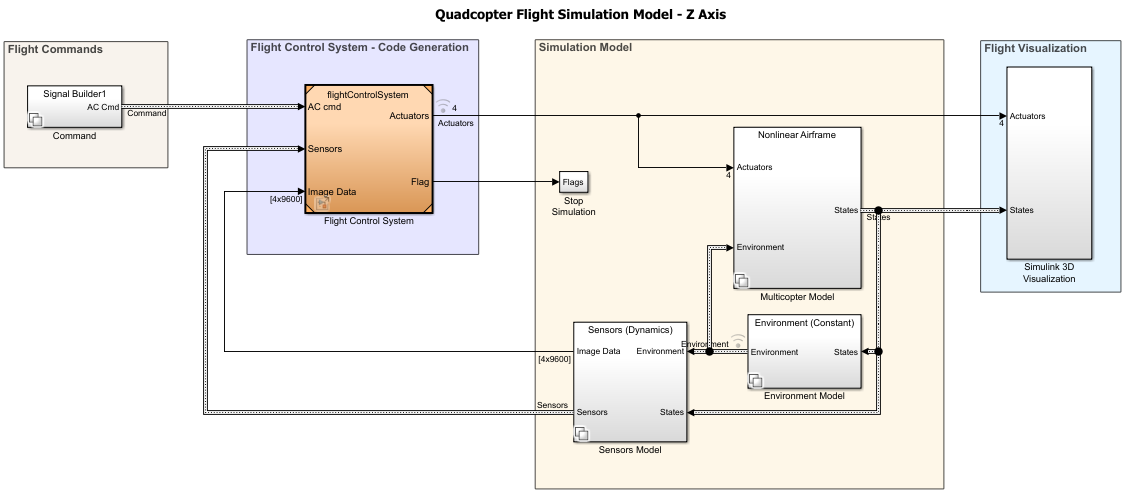 Quadcopter Flight Simulation Model - Z Axis
Flight Commands
Signal Builder1
AC Cmd
Command
Command
Flight Control System - Code Generation
flightControlSystem
AC cmd
Actuators
Sensors
Flag
Image Data
[4x9600]
Flight Control System
4
Actuators
Simulation Model
Flags
Stop
Simulation
Nonlinear Airframe
Actuators
4
States
States
Environment
Multicopter Model
Environment (Constant)
Environment
States
Environment Model
Environment
Sensors (Dynamics)
Image Data
Environment
[4x9600]
Sensors
Sensors
States
Sensors Model
Flight Visualization
Actuators
4
States
Simulink 3D
Visualization